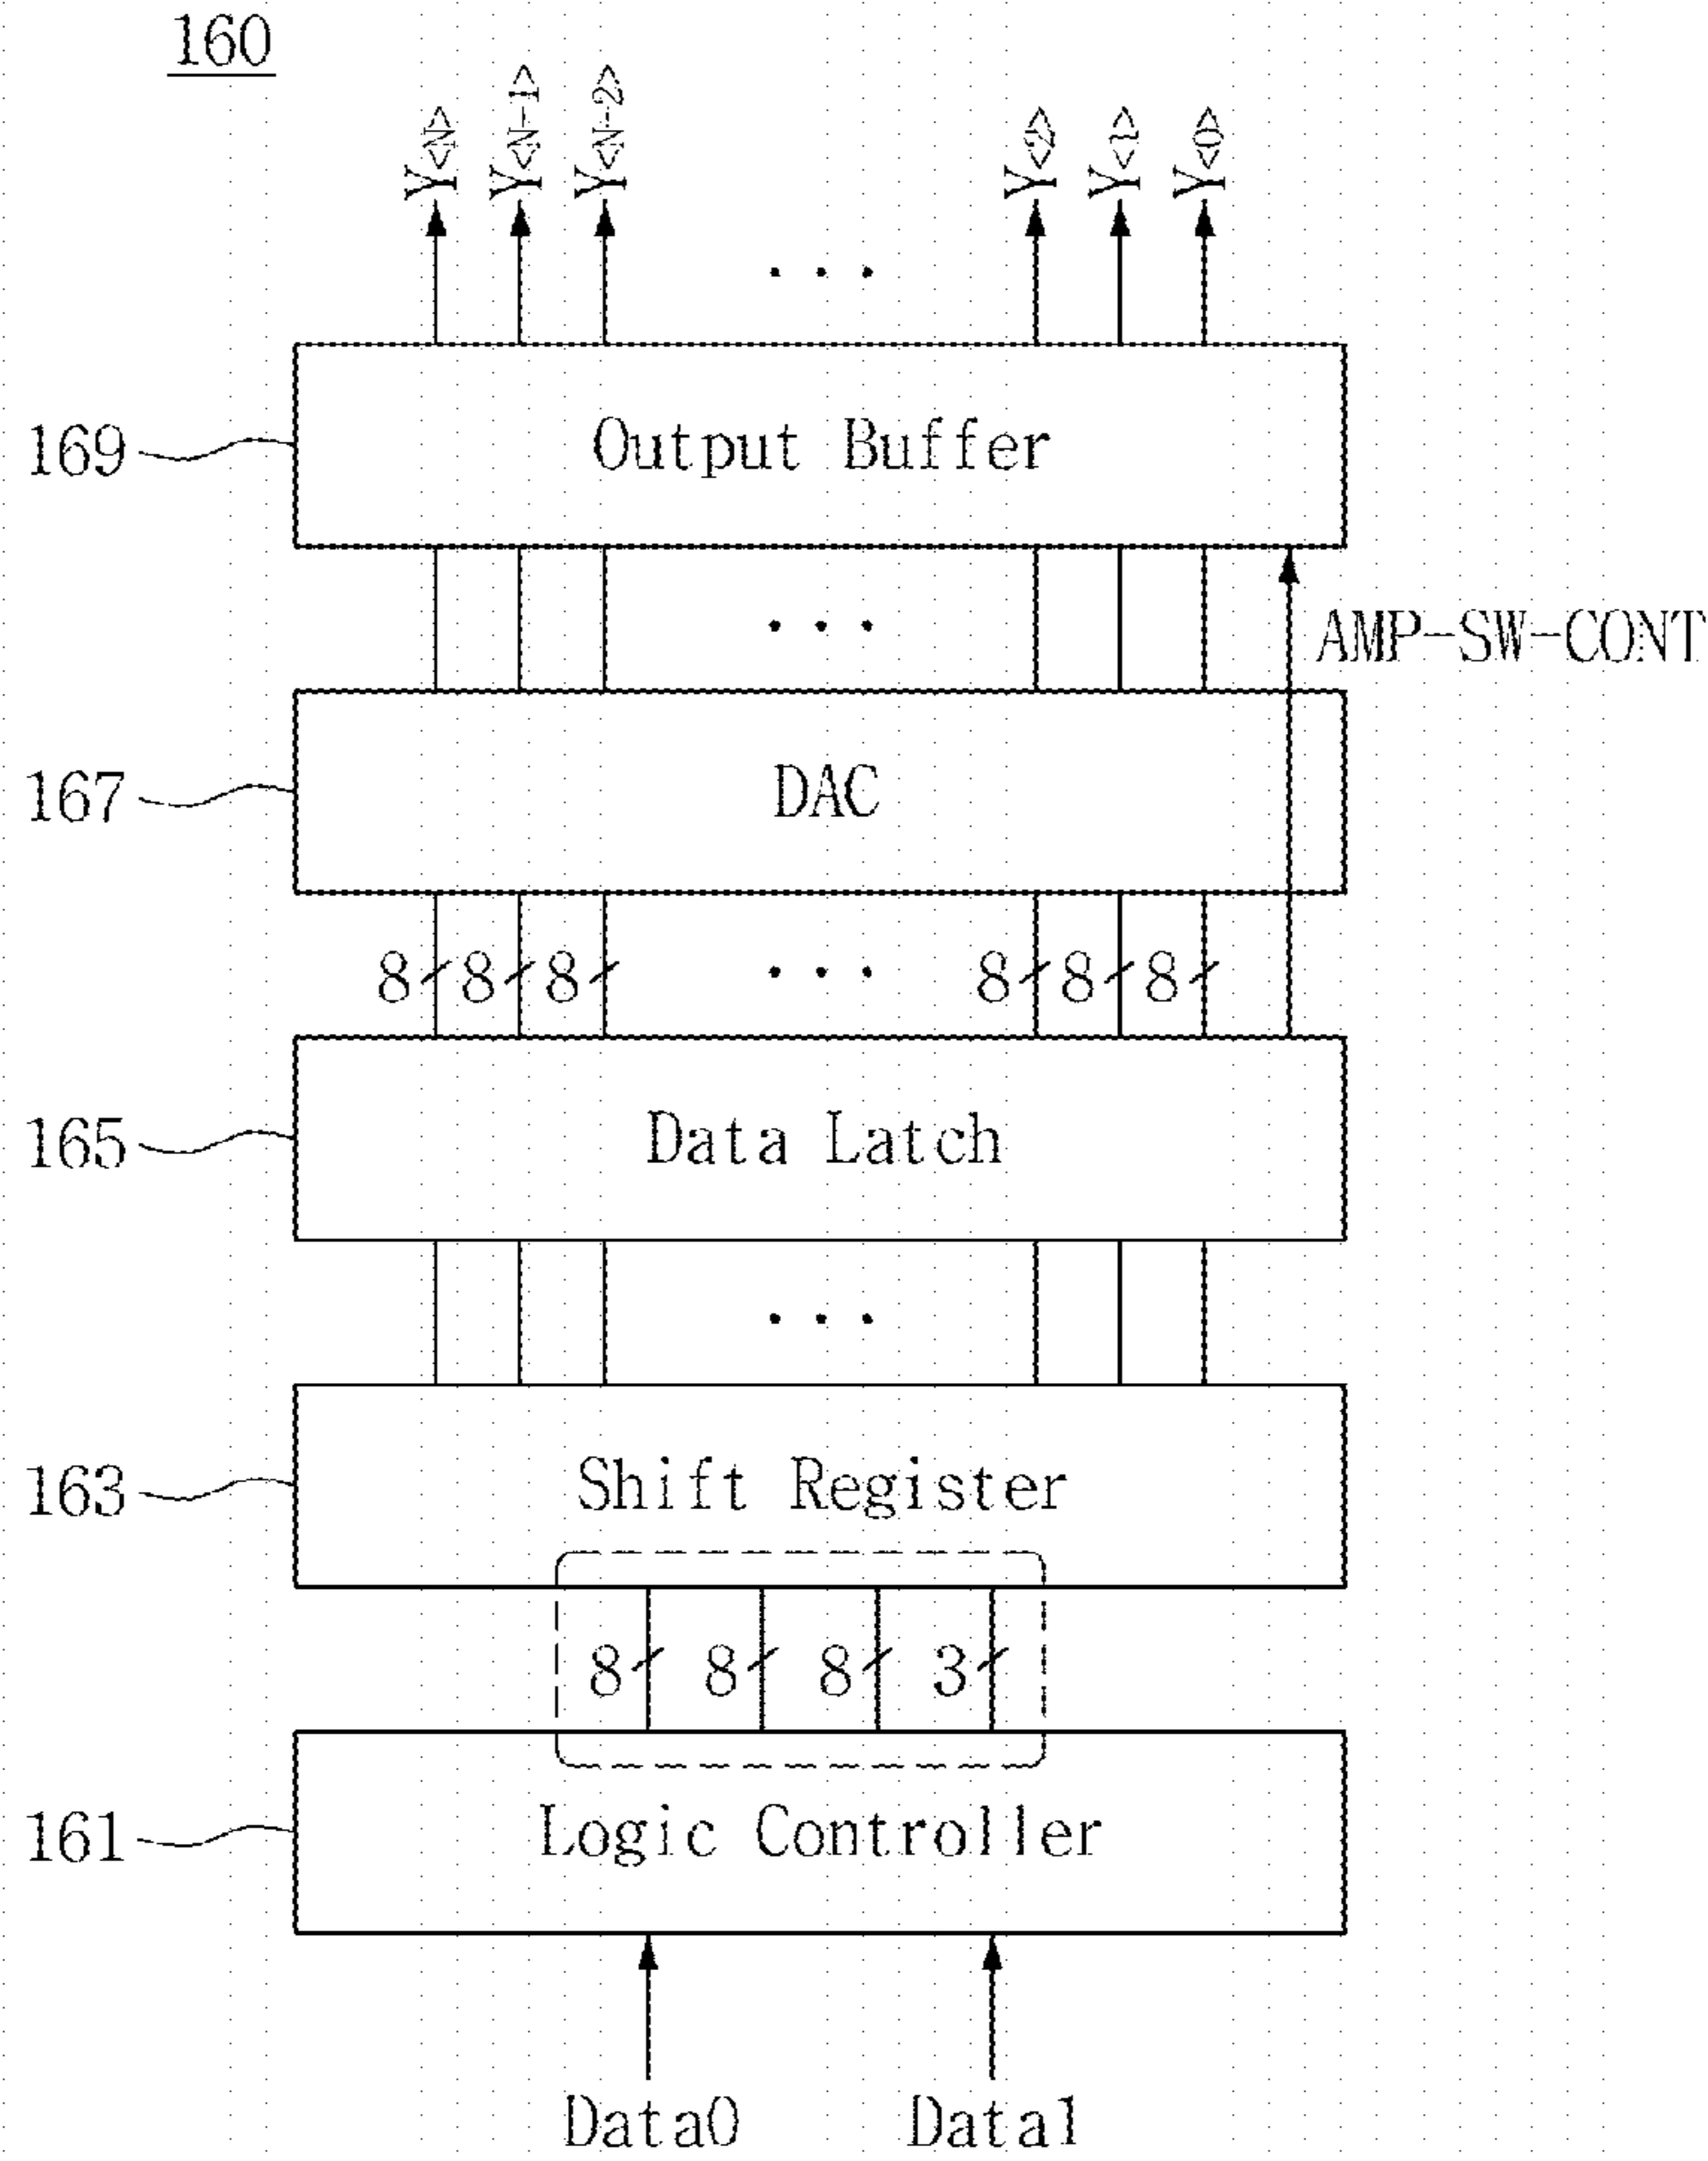 160
Y<N> Y<N-1> Y<N-2> ... Y<2> Y<1> Y<0>
169 Output Buffer
... AMP-SW-CONT
167 DAC
8 8 8 ... 8 8 8
165 Data Latch
...
163 Shift Register
8 8 8 3
161 Logic Controller
Data0 Data1